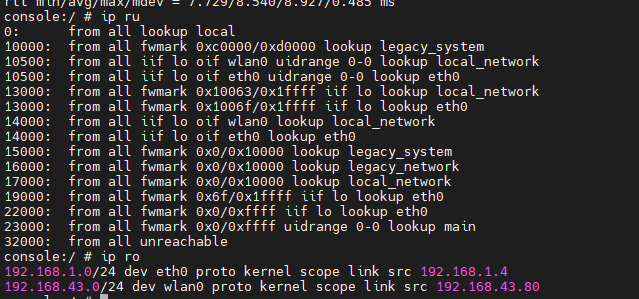 rtt min/avg/max/mdev = 7.729/8.540/8.927/0.485 ms
console:/ # ip ru
0:      from all lookup local
10000:  from all fwmark 0xc0000/0xd0000 lookup legacy_system
10500:  from all iif lo oif wlan0 uidrange 0-0 lookup local_network
10500:  from all iif lo oif eth0 uidrange 0-0 lookup eth0
13000:  from all fwmark 0x10063/0x1ffff iif lo lookup local_network
13000:  from all fwmark 0x1006f/0x1ffff iif lo lookup eth0
14000:  from all iif lo oif wlan0 lookup local_network
14000:  from all iif lo oif eth0 lookup eth0
15000:  from all fwmark 0x0/0x10000 lookup legacy_system
16000:  from all fwmark 0x0/0x10000 lookup legacy_network
17000:  from all fwmark 0x0/0x10000 lookup local_network
19000:  from all fwmark 0x6f/0x1ffff iif lo lookup eth0
22000:  from all fwmark 0x0/0xffff iif lo lookup eth0
23000:  from all fwmark 0x0/0xffff uidrange 0-0 lookup main
32000:  from all unreachable
console:/ # ip ro
192.168.1.0/24 dev eth0 proto kernel scope link src 192.168.1.4
192.168.43.0/24 dev wlan0 proto kernel scope link src 192.168.43.80
console:/ #